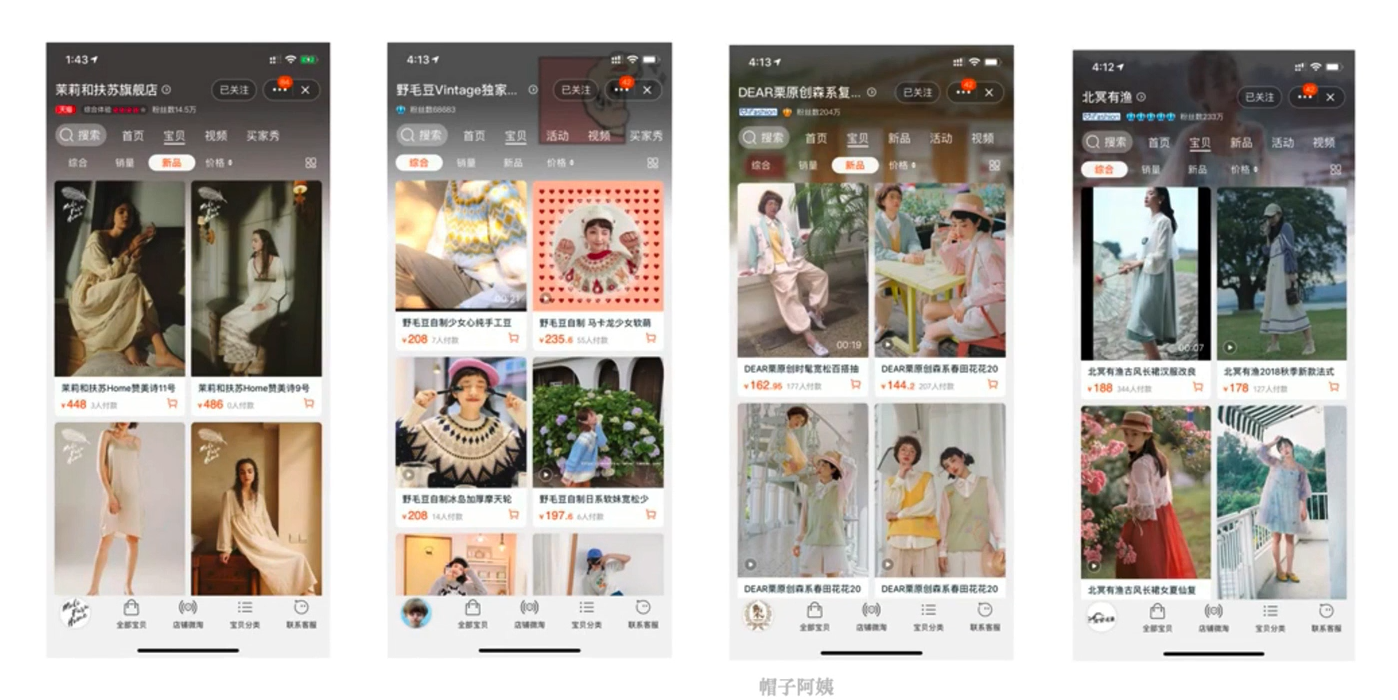 1:43
茉莉和扶苏旗舰店
已关注
84
天猫 综合体验
粉丝数14.5万
搜索 首页 宝贝 视频 买家秀
综合 销量 新品 价格
茉莉和扶苏Home赞美诗11号
¥448 3人付款
茉莉和扶苏Home赞美诗9号
¥486 0人付款
全部宝贝 店铺微淘 宝贝分类 联系客服
4:13
野毛豆Vintage独家...
已关注
42
粉丝数68663
搜索 首页 宝贝 活动 视频 买家秀
综合 销量 新品 价格
00:21
野毛豆自制少女心纯手工豆
¥208 7人付款
野毛豆自制 马卡龙少女软萌
¥235.6 55人付款
野毛豆自制冰岛加厚摩天轮
¥208 14人付款
野毛豆自制日系软妹宽松少
¥197.6 6人付款
全部宝贝 店铺微淘 宝贝分类 联系客服
4:13
DEAR栗原创森系复...
已关注
42
iFashion 粉丝数204万
搜索 首页 宝贝 新品 活动 视频
综合 销量 新品 价格
00:19
DEAR栗原创时髦宽松百搭抽
¥162.95 177人付款
DEAR栗原创森系春田花花20
¥144.2 207人付款
DEAR栗原创森系春田花花20
DEAR栗原创森系春田花花20
全部宝贝 店铺微淘 宝贝分类 联系客服
4:12
北冥有渔
已关注
42
iFashion 粉丝数233万
搜索 首页 宝贝 新品 活动 视频
综合 销量 新品 价格
00:07
北冥有渔古风长裙汉服改良
¥188 344人付款
北冥有渔2018秋季新款法式
¥178 127人付款
北冥有渔古风长裙女夏仙复
全部宝贝 店铺微淘 宝贝分类 联系客服
帽子阿姨